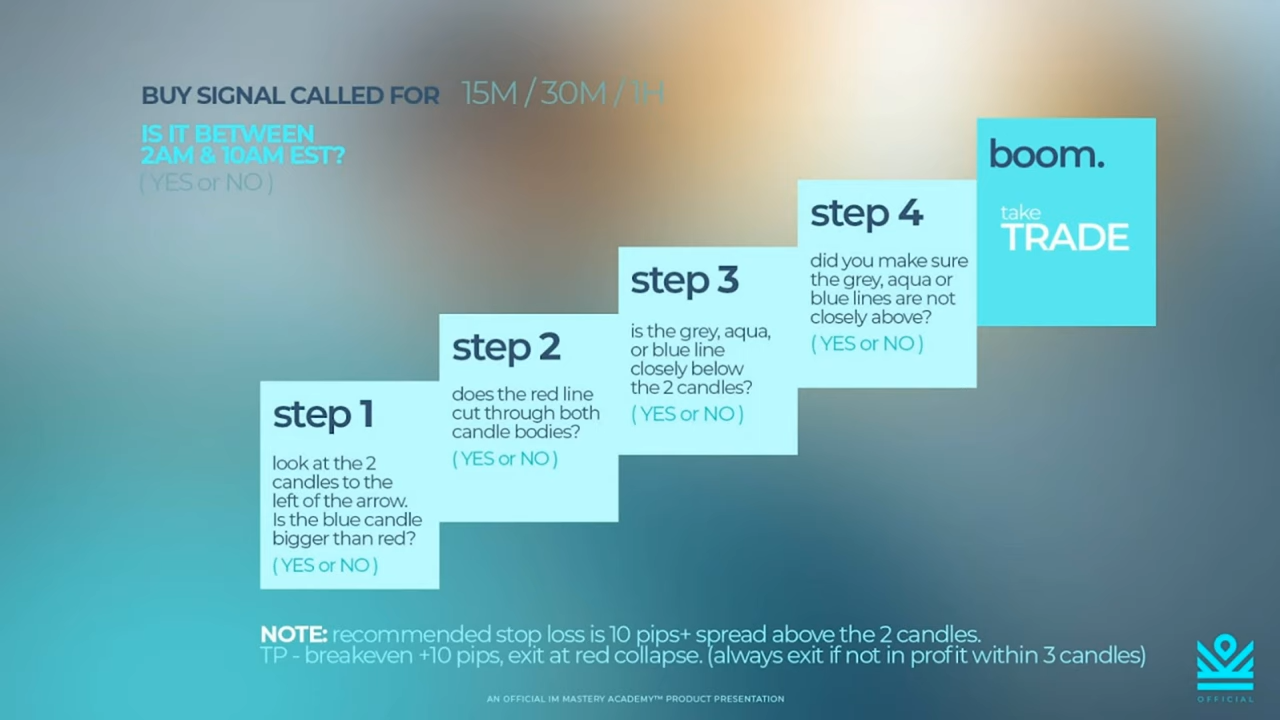 BUY SIGNAL CALLED FOR 15M / 30M / 1H
IS IT BETWEEN
2AM & 10AM EST?
( YES or NO )
step 1
look at the 2
candles to the
left of the arrow.
Is the blue candle
bigger than red?
( YES or NO )
step 2
does the red line
cut through both
candle bodies?
( YES or NO )
step 3
is the grey, aqua,
or blue line
closely below
the 2 candles?
( YES or NO )
step 4
did you make sure
the grey, aqua or
blue lines are not
closely above?
( YES or NO )
boom.
take
TRADE
NOTE: recommended stop loss is 10 pips+ spread above the 2 candles.
TP - breakeven +10 pips, exit at red collapse. (always exit if not in profit within 3 candles)
AN OFFICIAL IM MASTERY ACADEMY™ PRODUCT PRESENTATION
OFFICIAL